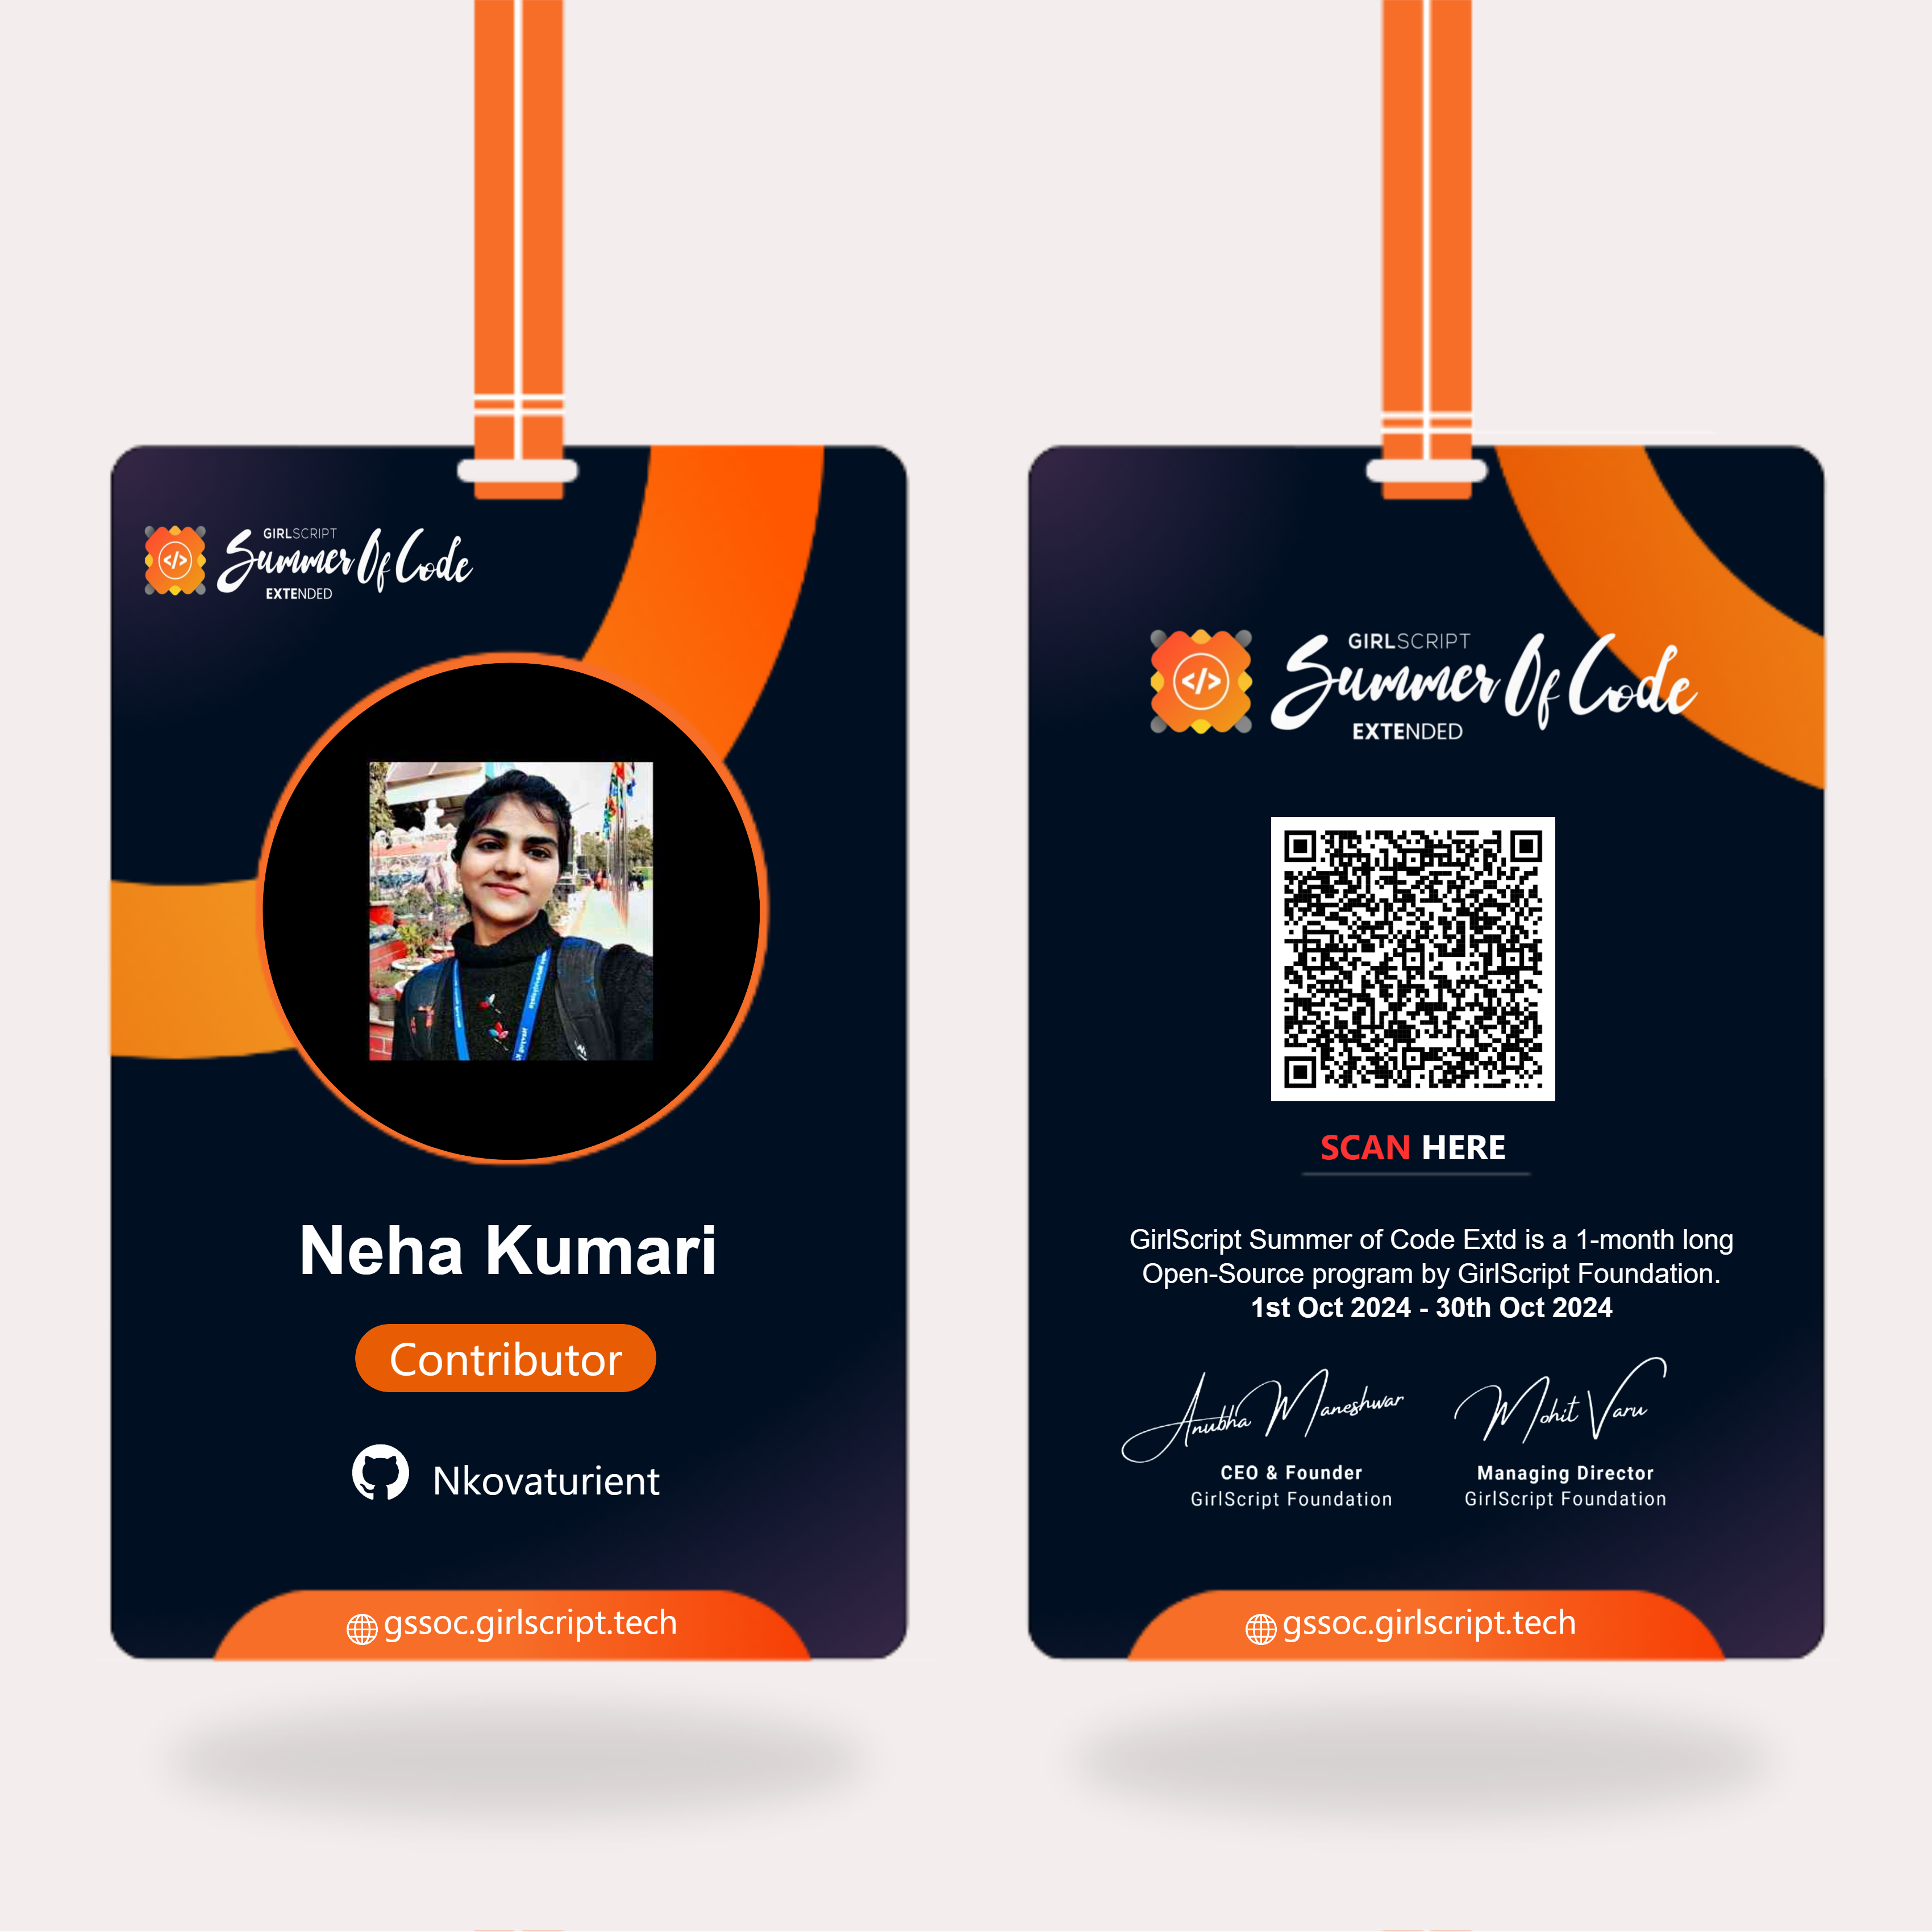 GIRLSCRIPT
Summer Of Code
EXTENDED
Neha Kumari
Contributor
Nkovaturient
gssoc.girlscript.tech
GIRLSCRIPT
</>
Summer Of Code
EXTENDED
SCAN HERE
GirlScript Summer of Code Extd is a 1-month long
Open-Source program by GirlScript Foundation.
1st Oct 2024 - 30th Oct 2024
Anubha Maneshwar
Mohit Varu
CEO & Founder
GirlScript Foundation
Managing Director
GirlScript Foundation
gssoc.girlscript.tech